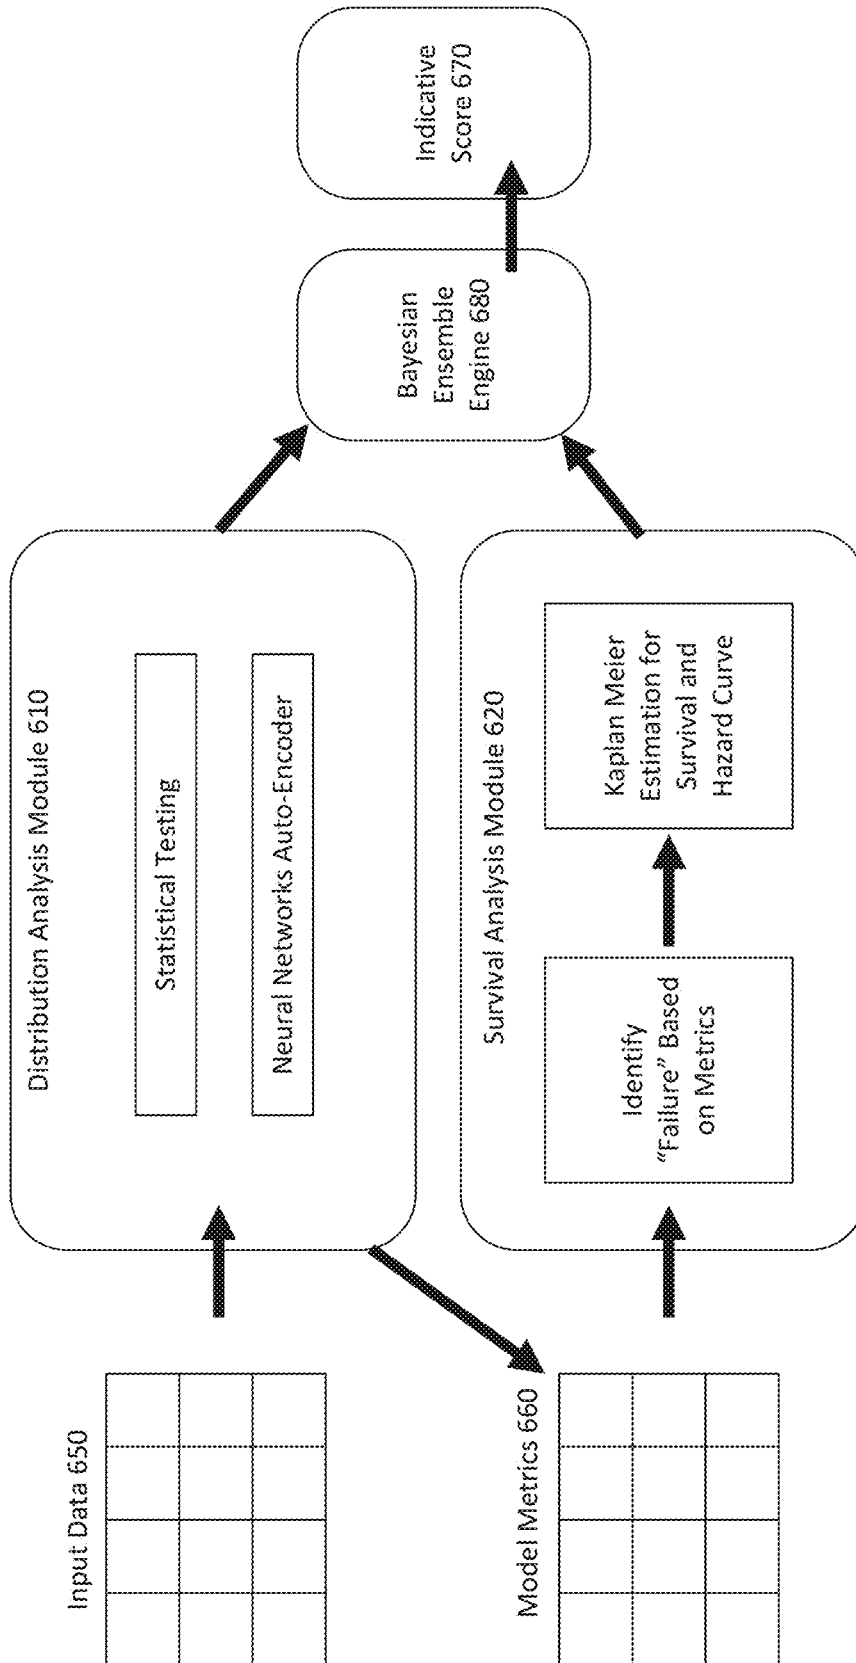 Input Data 650
Distribution Analysis Module 610
Statistical Testing
Neural Networks Auto-Encoder
Model Metrics 660
Survival Analysis Module 620
Identify
“Failure” Based
on Metrics
Kaplan Meier
Estimation for
Survival and
Hazard Curve
Bayesian
Ensemble
Engine 680
Indicative
Score 670